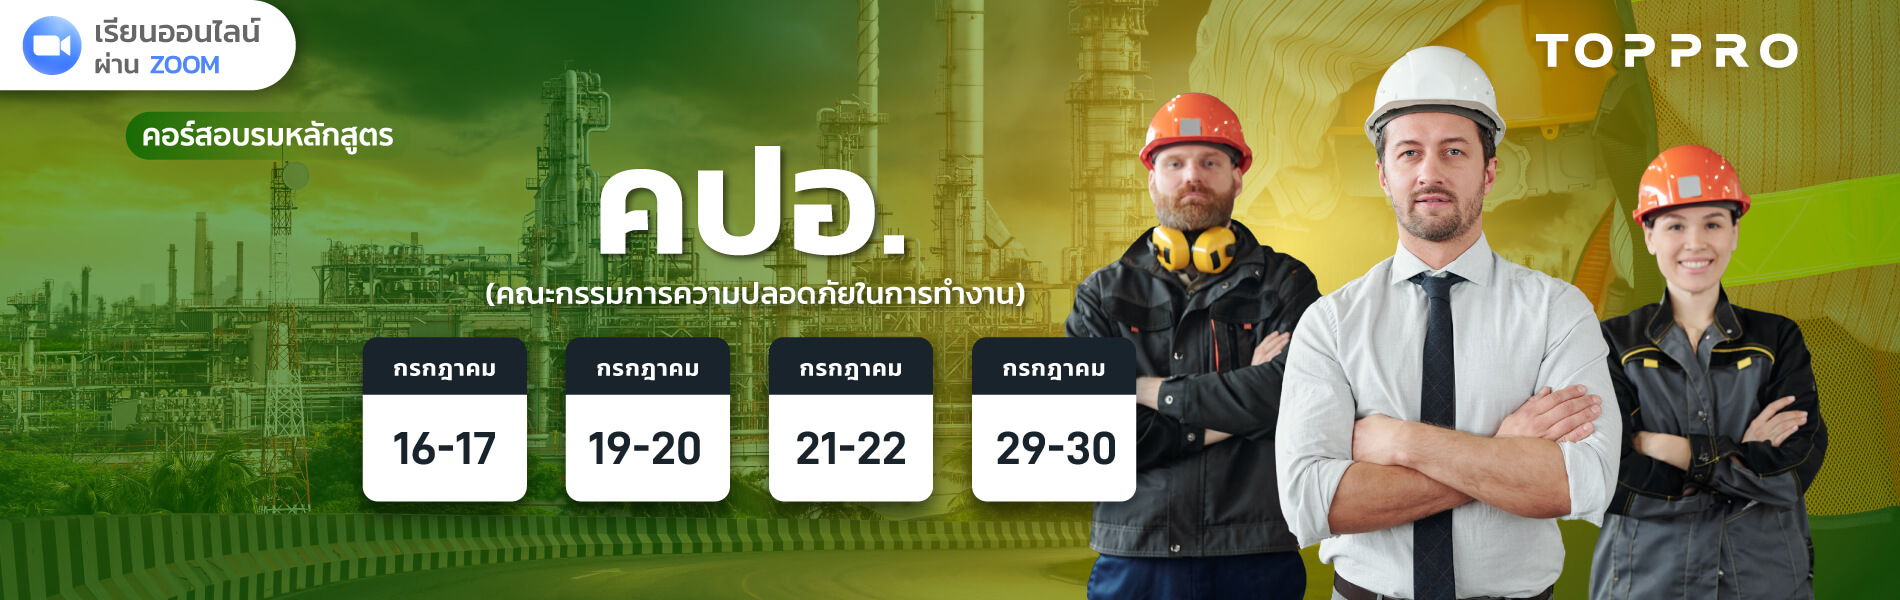 เรียนออนไลน์
ผ่าน ZOOM
TOPPRO
คอร์สอบรมหลักสูตร
คปอ.
(คณะกรรมการความปลอดภัยในการทำงาน)
กรกฎาคม
16-17
กรกฎาคม
19-20
กรกฎาคม
21-22
กรกฎาคม
29-30